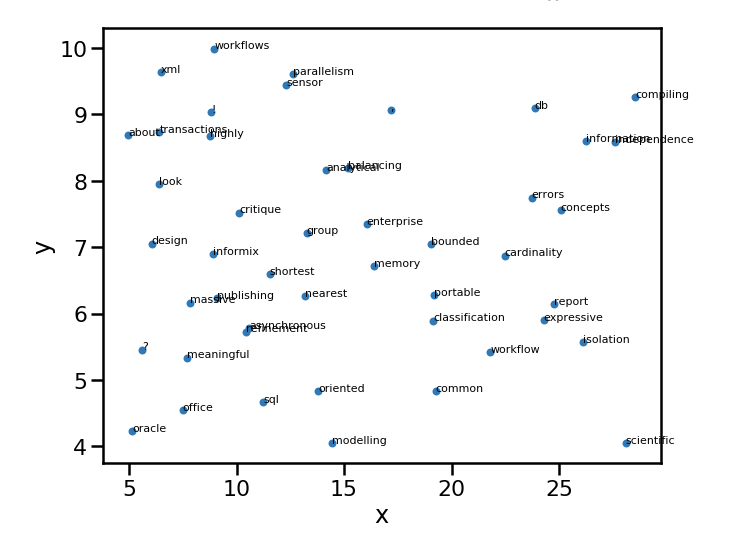 10
workflows
xml
parallelism
sensor
compiling
db
9
!
about
transactions
highly
information
independence
analytical
balancing
8
look
errors
concepts
critique
enterprise
group
7
design
bounded
informix
cardinality
memory
shortest
y
publishing
massive
nearest
portable
report
6
classification
expressive
asynchronous
refinement
isolation
?
workflow
meaningful
5
oriented
common
sql
office
oracle
4
modelling
scientific
5
10
15
20
25
x